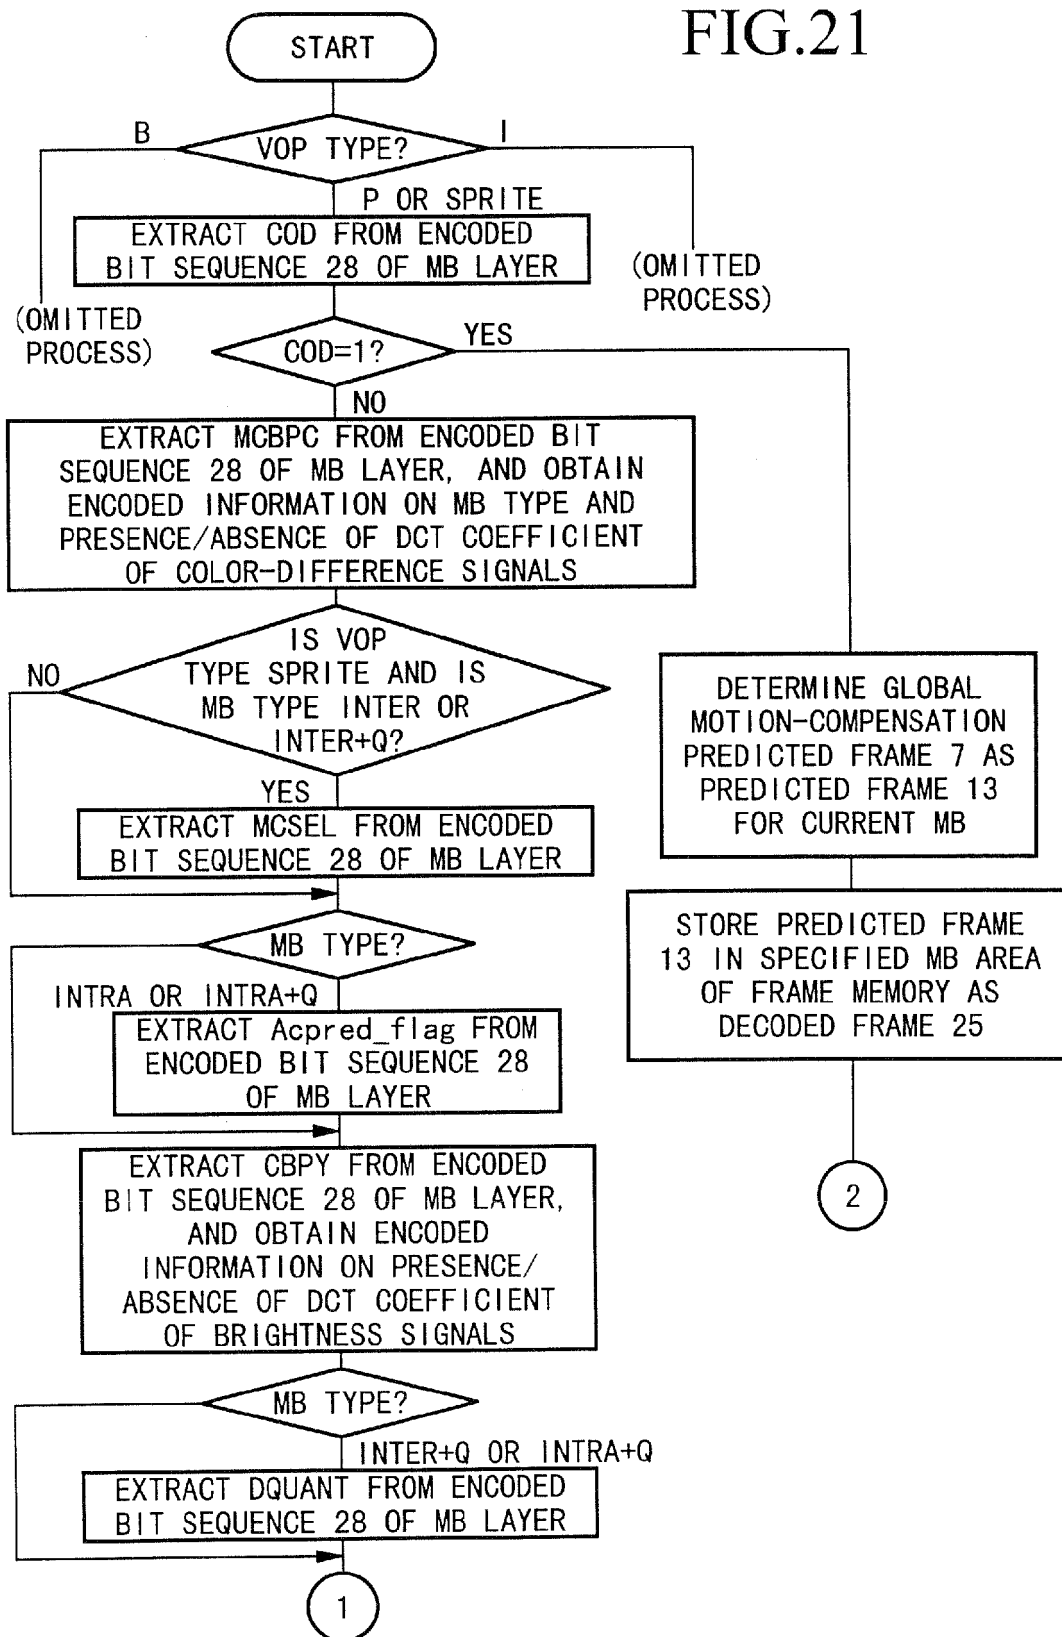 FIG.21
START
B
VOP TYPE?
I
P OR SPRITE
EXTRACT COD FROM ENCODED
BIT SEQUENCE 28 OF MB LAYER
(OMITTED
PROCESS)
(OMITTED
PROCESS)
COD=1?
YES
NO
EXTRACT MCBPC FROM ENCODED BIT
SEQUENCE 28 OF MB LAYER, AND OBTAIN
ENCODED INFORMATION ON MB TYPE AND
PRESENCE/ABSENCE OF DCT COEFFICIENT
OF COLOR-DIFFERENCE SIGNALS
IS VOP
TYPE SPRITE AND IS
MB TYPE INTER OR
INTER+Q?
NO
YES
EXTRACT MCSEL FROM ENCODED
BIT SEQUENCE 28 OF MB LAYER
MB TYPE?
INTRA OR INTRA+Q
EXTRACT Acpred_flag FROM
ENCODED BIT SEQUENCE 28
OF MB LAYER
EXTRACT CBPY FROM ENCODED
BIT SEQUENCE 28 OF MB LAYER,
AND OBTAIN ENCODED
INFORMATION ON PRESENCE/
ABSENCE OF DCT COEFFICIENT
OF BRIGHTNESS SIGNALS
MB TYPE?
INTER+Q OR INTRA+Q
EXTRACT DQUANT FROM ENCODED
BIT SEQUENCE 28 OF MB LAYER
1
DETERMINE GLOBAL
MOTION-COMPENSATION
PREDICTED FRAME 7 AS
PREDICTED FRAME 13
FOR CURRENT MB
STORE PREDICTED FRAME
13 IN SPECIFIED MB AREA
OF FRAME MEMORY AS
DECODED FRAME 25
2